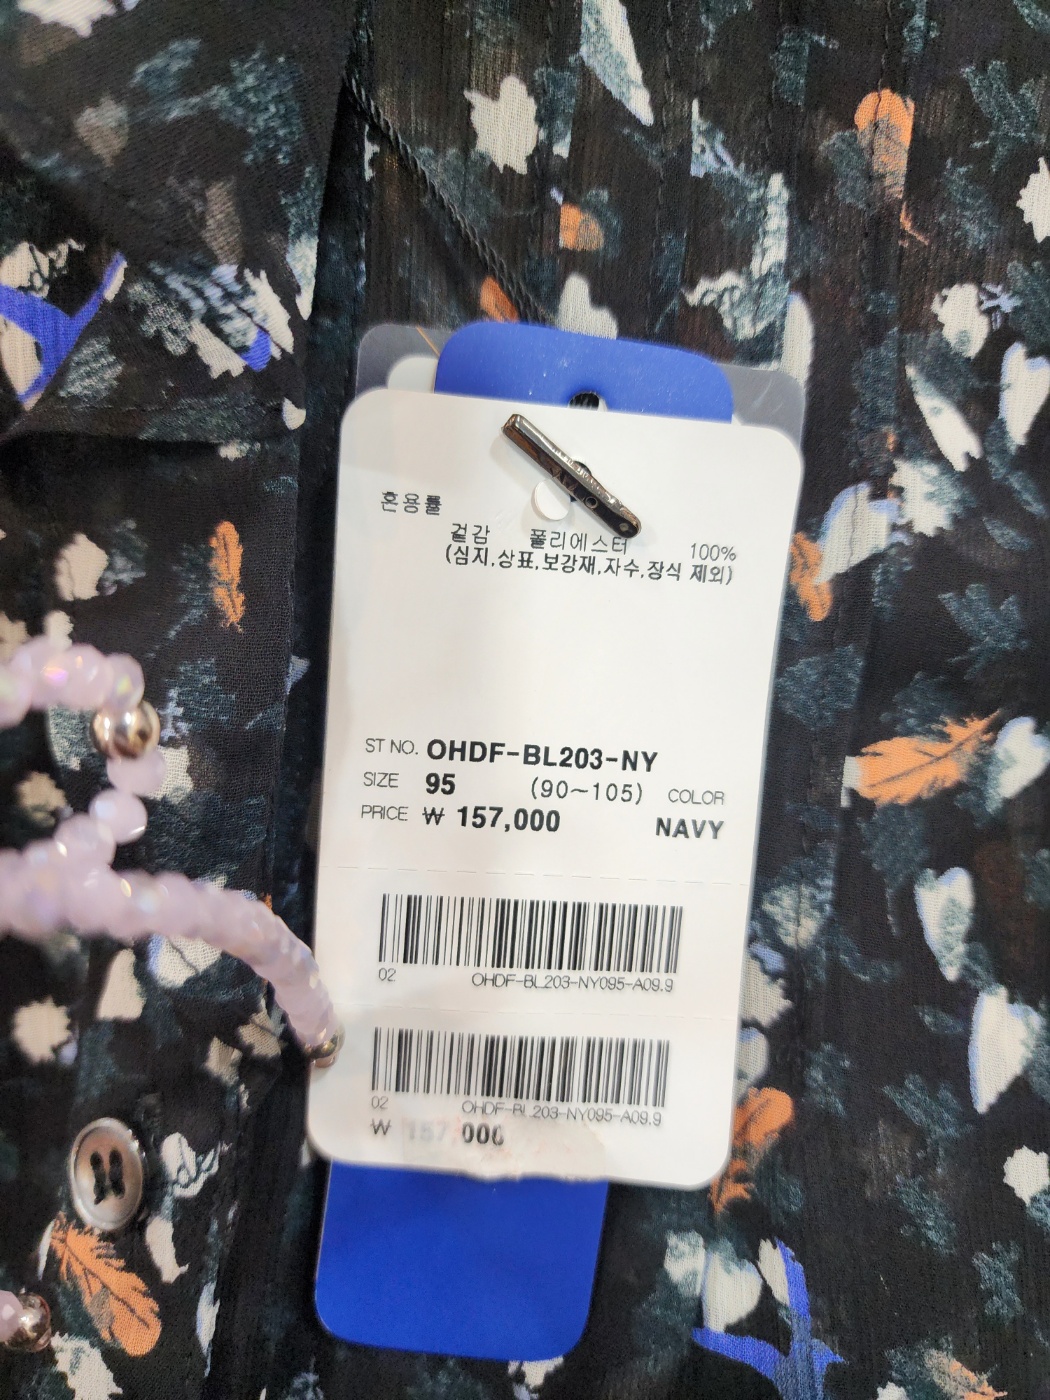 혼용률
겉감 폴리에스터 100%
(심지,상표,보강재,자수,장식 제외)
ST NO. OHDF-BL203-NY
SIZE 95 (90~105) COLOR
PRICE ₩ 157,000 NAVY
02 OHDF-BL203-NY095-A09.9
02 OHDF-BL203-NY095-A09.9
₩ 157,000